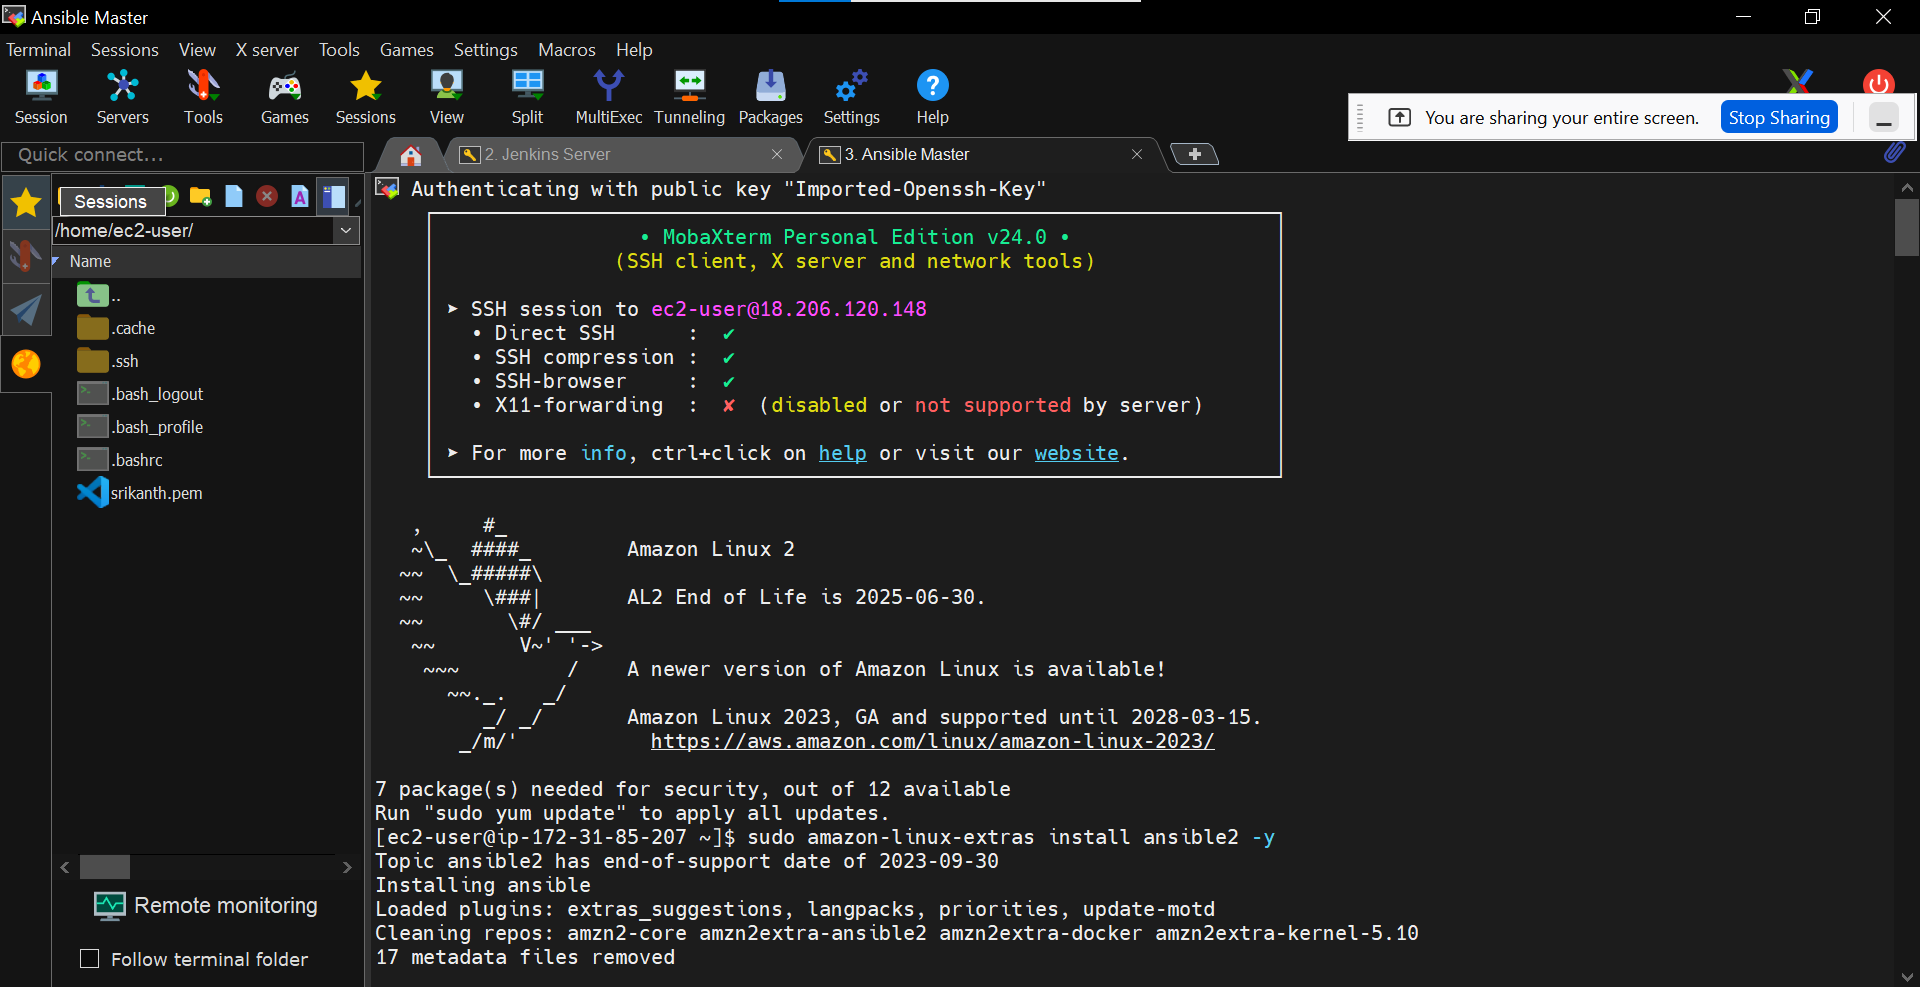 Ansible Master
Terminal Sessions View X server Tools Games Settings Macros Help
Session Servers Tools Games Sessions View Split MultiExec Tunneling Packages Settings Help
You are sharing your entire screen. Stop Sharing
Quick connect...
2. Jenkins Server
3. Ansible Master
Sessions
/home/ec2-user/
Name
..
.cache
.ssh
.bash_logout
.bash_profile
.bashrc
srikanth.pem
Remote monitoring
Follow terminal folder
Authenticating with public key "Imported-Openssh-Key"
• MobaXterm Personal Edition v24.0 •
(SSH client, X server and network tools)
➤ SSH session to ec2-user@18.206.120.148
• Direct SSH : ✔
• SSH compression : ✔
• SSH-browser : ✔
• X11-forwarding : ✘ (disabled or not supported by server)
➤ For more info, ctrl+click on help or visit our website.
   ,     #_
   ~\_  ####_        Amazon Linux 2
  ~~  \_#####\
  ~~     \###|       AL2 End of Life is 2025-06-30.
  ~~       \#/ ___
   ~~       V~' '->
    ~~~         /    A newer version of Amazon Linux is available!
      ~~._.   _/
         _/ _/       Amazon Linux 2023, GA and supported until 2028-03-15.
       _/m/'           https://aws.amazon.com/linux/amazon-linux-2023/
7 package(s) needed for security, out of 12 available
Run "sudo yum update" to apply all updates.
[ec2-user@ip-172-31-85-207 ~]$ sudo amazon-linux-extras install ansible2 -y
Topic ansible2 has end-of-support date of 2023-09-30
Installing ansible
Loaded plugins: extras_suggestions, langpacks, priorities, update-motd
Cleaning repos: amzn2-core amzn2extra-ansible2 amzn2extra-docker amzn2extra-kernel-5.10
17 metadata files removed